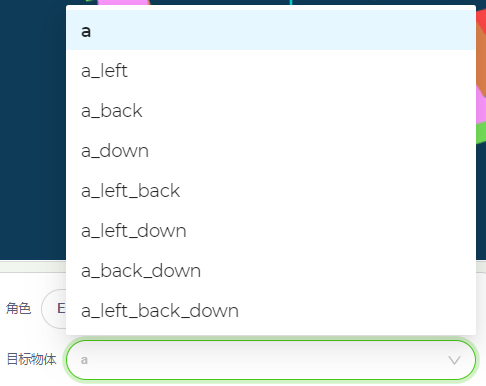 a
a_left
a_back
a_down
a_left_back
a_left_down
a_back_down
a_left_back_down
角色
目标物体 a